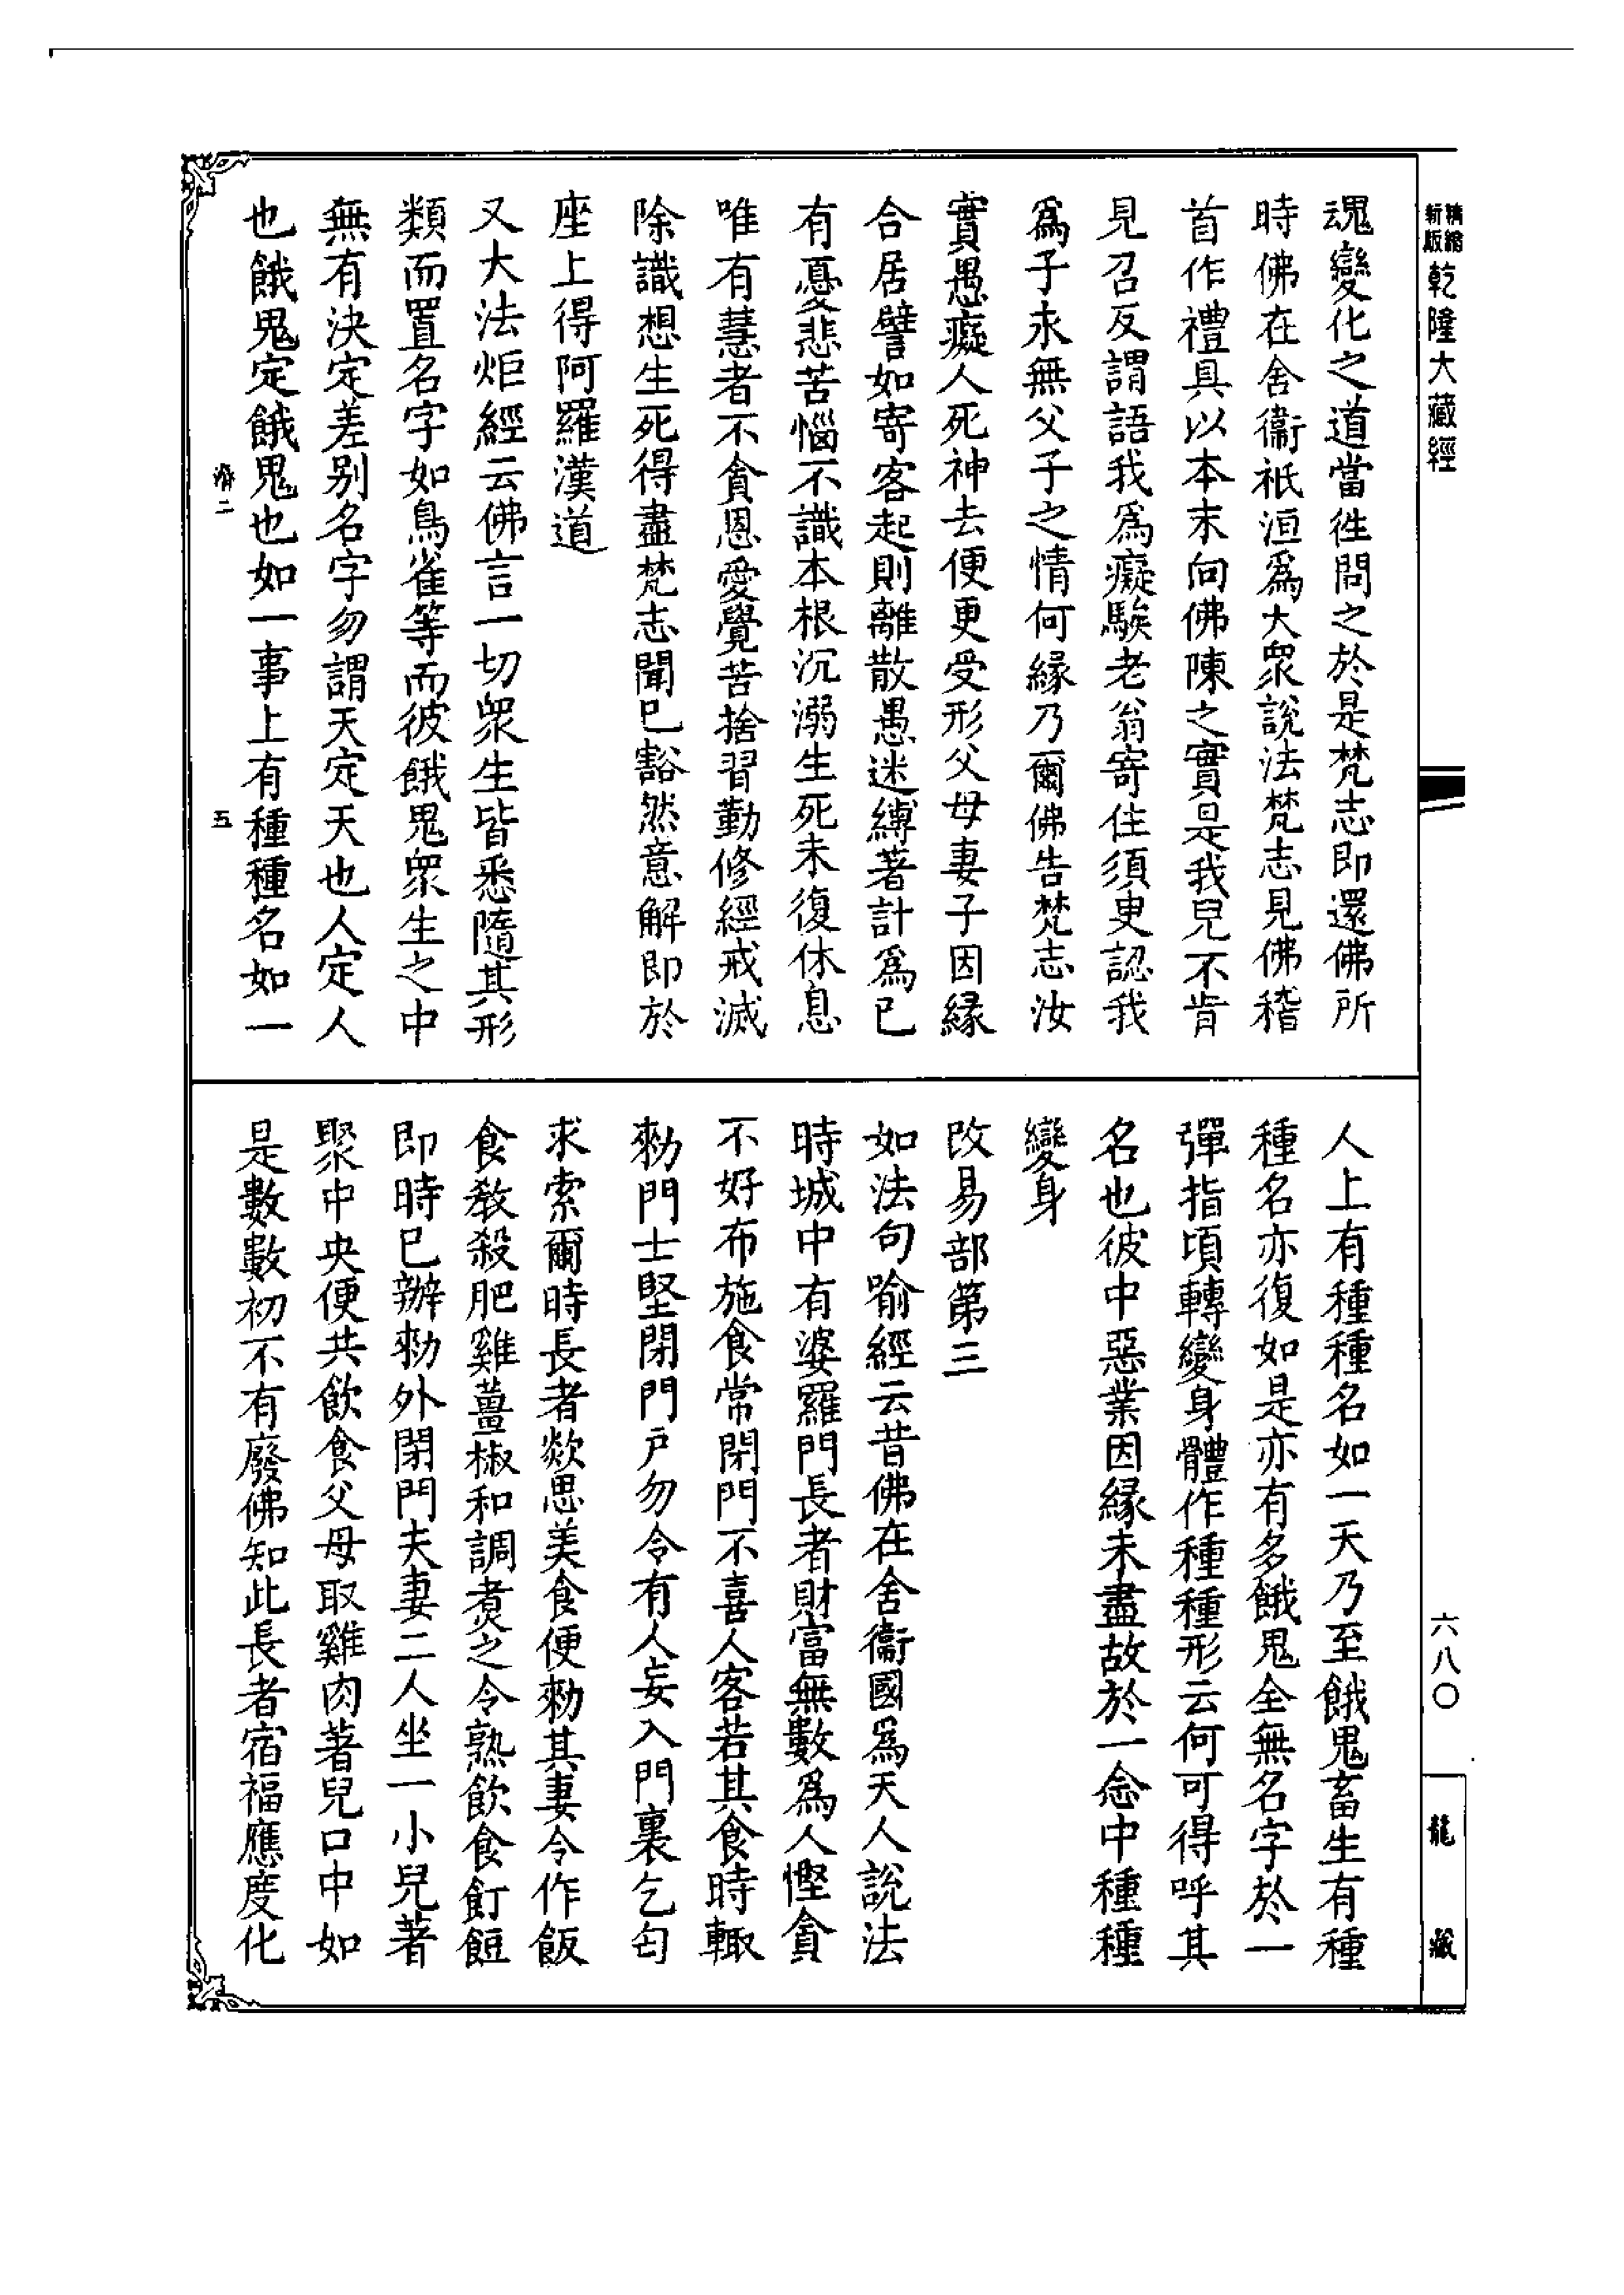 精縮新版乾隆大藏經
魂變化之道當徃問之於是梵志即還佛所
時佛在舍衞祇洹爲大衆說法梵志見佛稽
首作禮具以本末向佛陳之實是我兒不肯
見召反謂語我爲癡騃老翁寄住須臾認我
爲子永無父子之情何緣乃爾佛告梵志汝
實愚癡人死神去便更受形父母妻子因緣
合居譬如寄客起則離散愚迷縛著計爲已
有憂悲苦惱不識本根沉溺生死未復休息
唯有慧者不貪恩愛覺苦捨習勤修經戒滅
除識想生死得盡梵志聞已豁然意解即於
座上得阿羅漢道
又大法炬經云佛言一切衆生皆悉隨其形
類而置名字如鳥雀等而彼餓鬼衆生之中
無有決定差别名字勿謂天定天也人定人
也餓鬼定餓鬼也如一事上有種種名如一
二
五
人上有種種名如一天乃至餓鬼畜生有種
種名亦復如是亦有多餓鬼全無名字於一
彈指頃轉變身體作種種形云何可得呼其
名也彼中惡業因緣未盡故於一念中種種
變身
改易部第三
如法句喻經云昔佛在舍衞國爲天人說法
時城中有婆羅門長者財富無數爲人慳貪
不好布施食常閉門不喜人客若其食時輙
勑門士堅閉門戸勿令有人妄入門裏乞匃
求索爾時長者欻思美食便勑其妻令作飯
食教殺肥雞薑椒和調煑之令熟飲食飣餖
即時已辦勑外閉門夫妻二人坐一小兒著
聚中央便共飲食父母取雞肉著兒口中如
是數數初不有廢佛知此長者宿福應度化
六八〇
龍藏